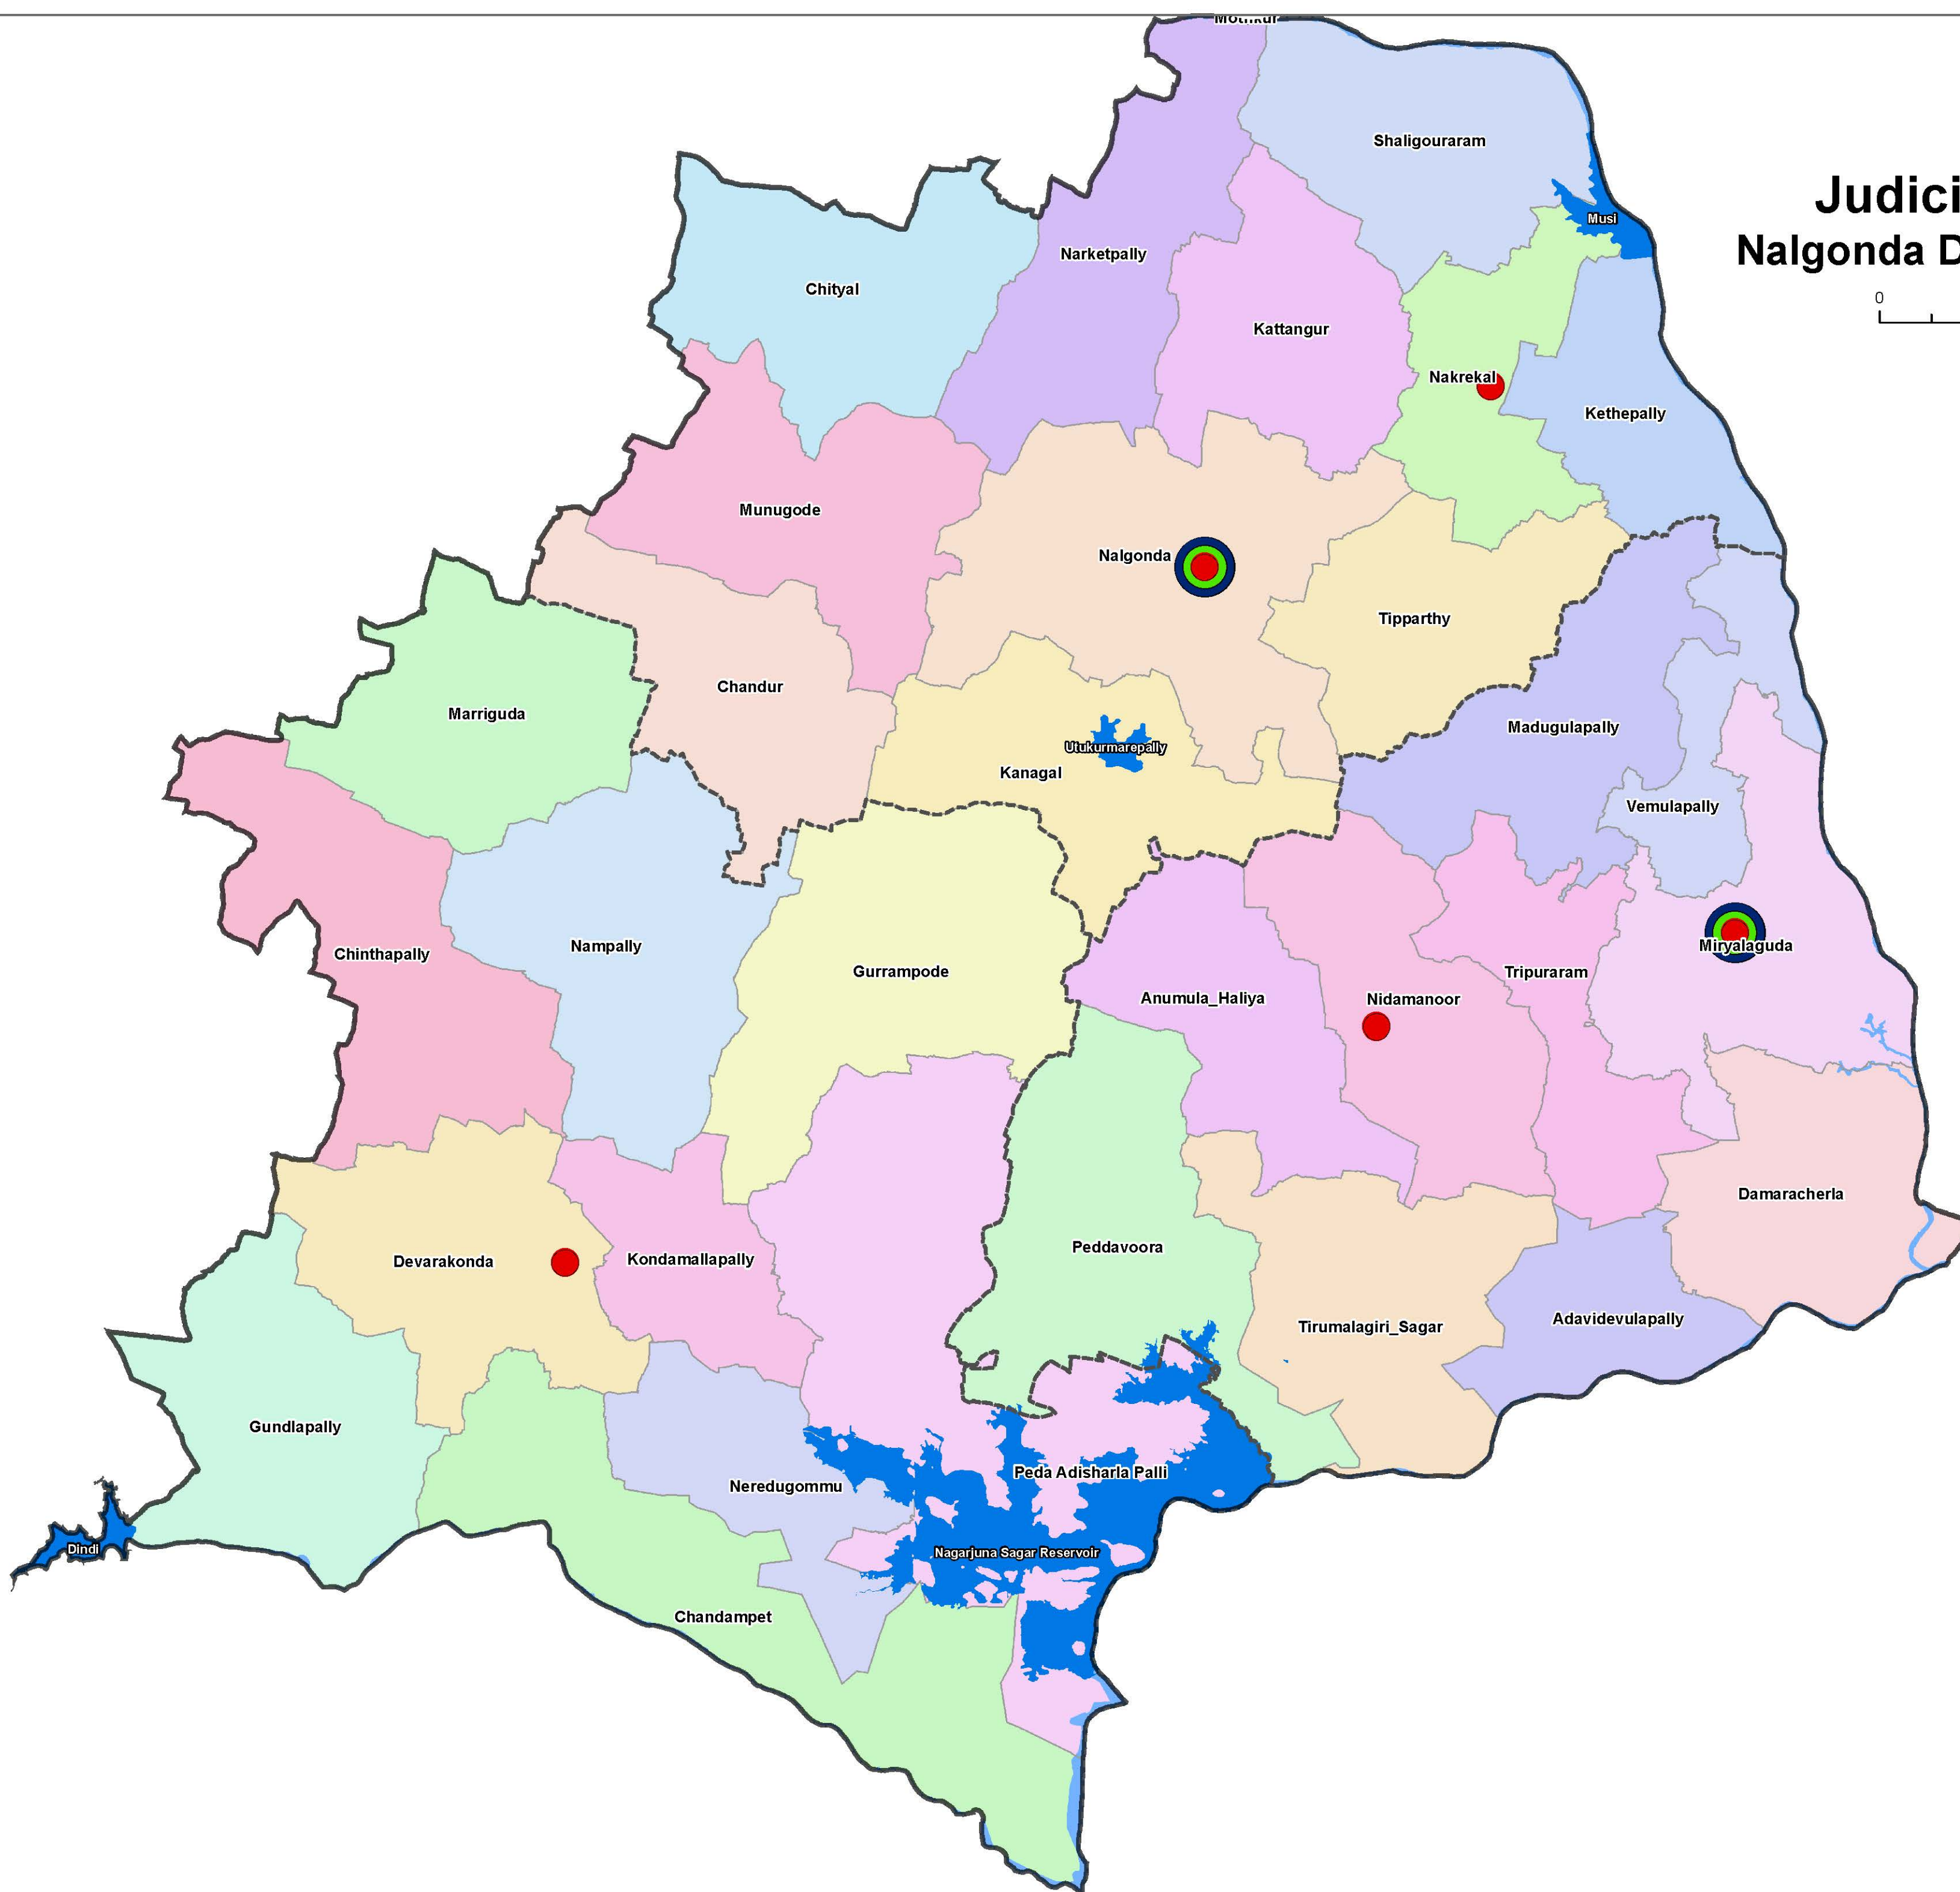 Mothkur
Shaligouraram
Judici
Musi
Nalgonda D
Narketpally
Chityal
0
Kattangur
Nakrekal
Kethepally
Munugode
Nalgonda
Tipparthy
Chandur
Marriguda
Madugulapally
Utukurmarepally
Kanagal
Vemulapally
Miryalaguda
Nampally
Chinthapally
Gurrampode
Tripuraram
Anumula_Haliya
Nidamanoor
Damaracherla
Peddavoora
Kondamallapally
Devarakonda
Adavidevulapally
Tirumalagiri_Sagar
Gundlapally
Peda Adisharla Palli
Neredugommu
Dindi
Nagarjuna Sagar Reservoir
Chandampet